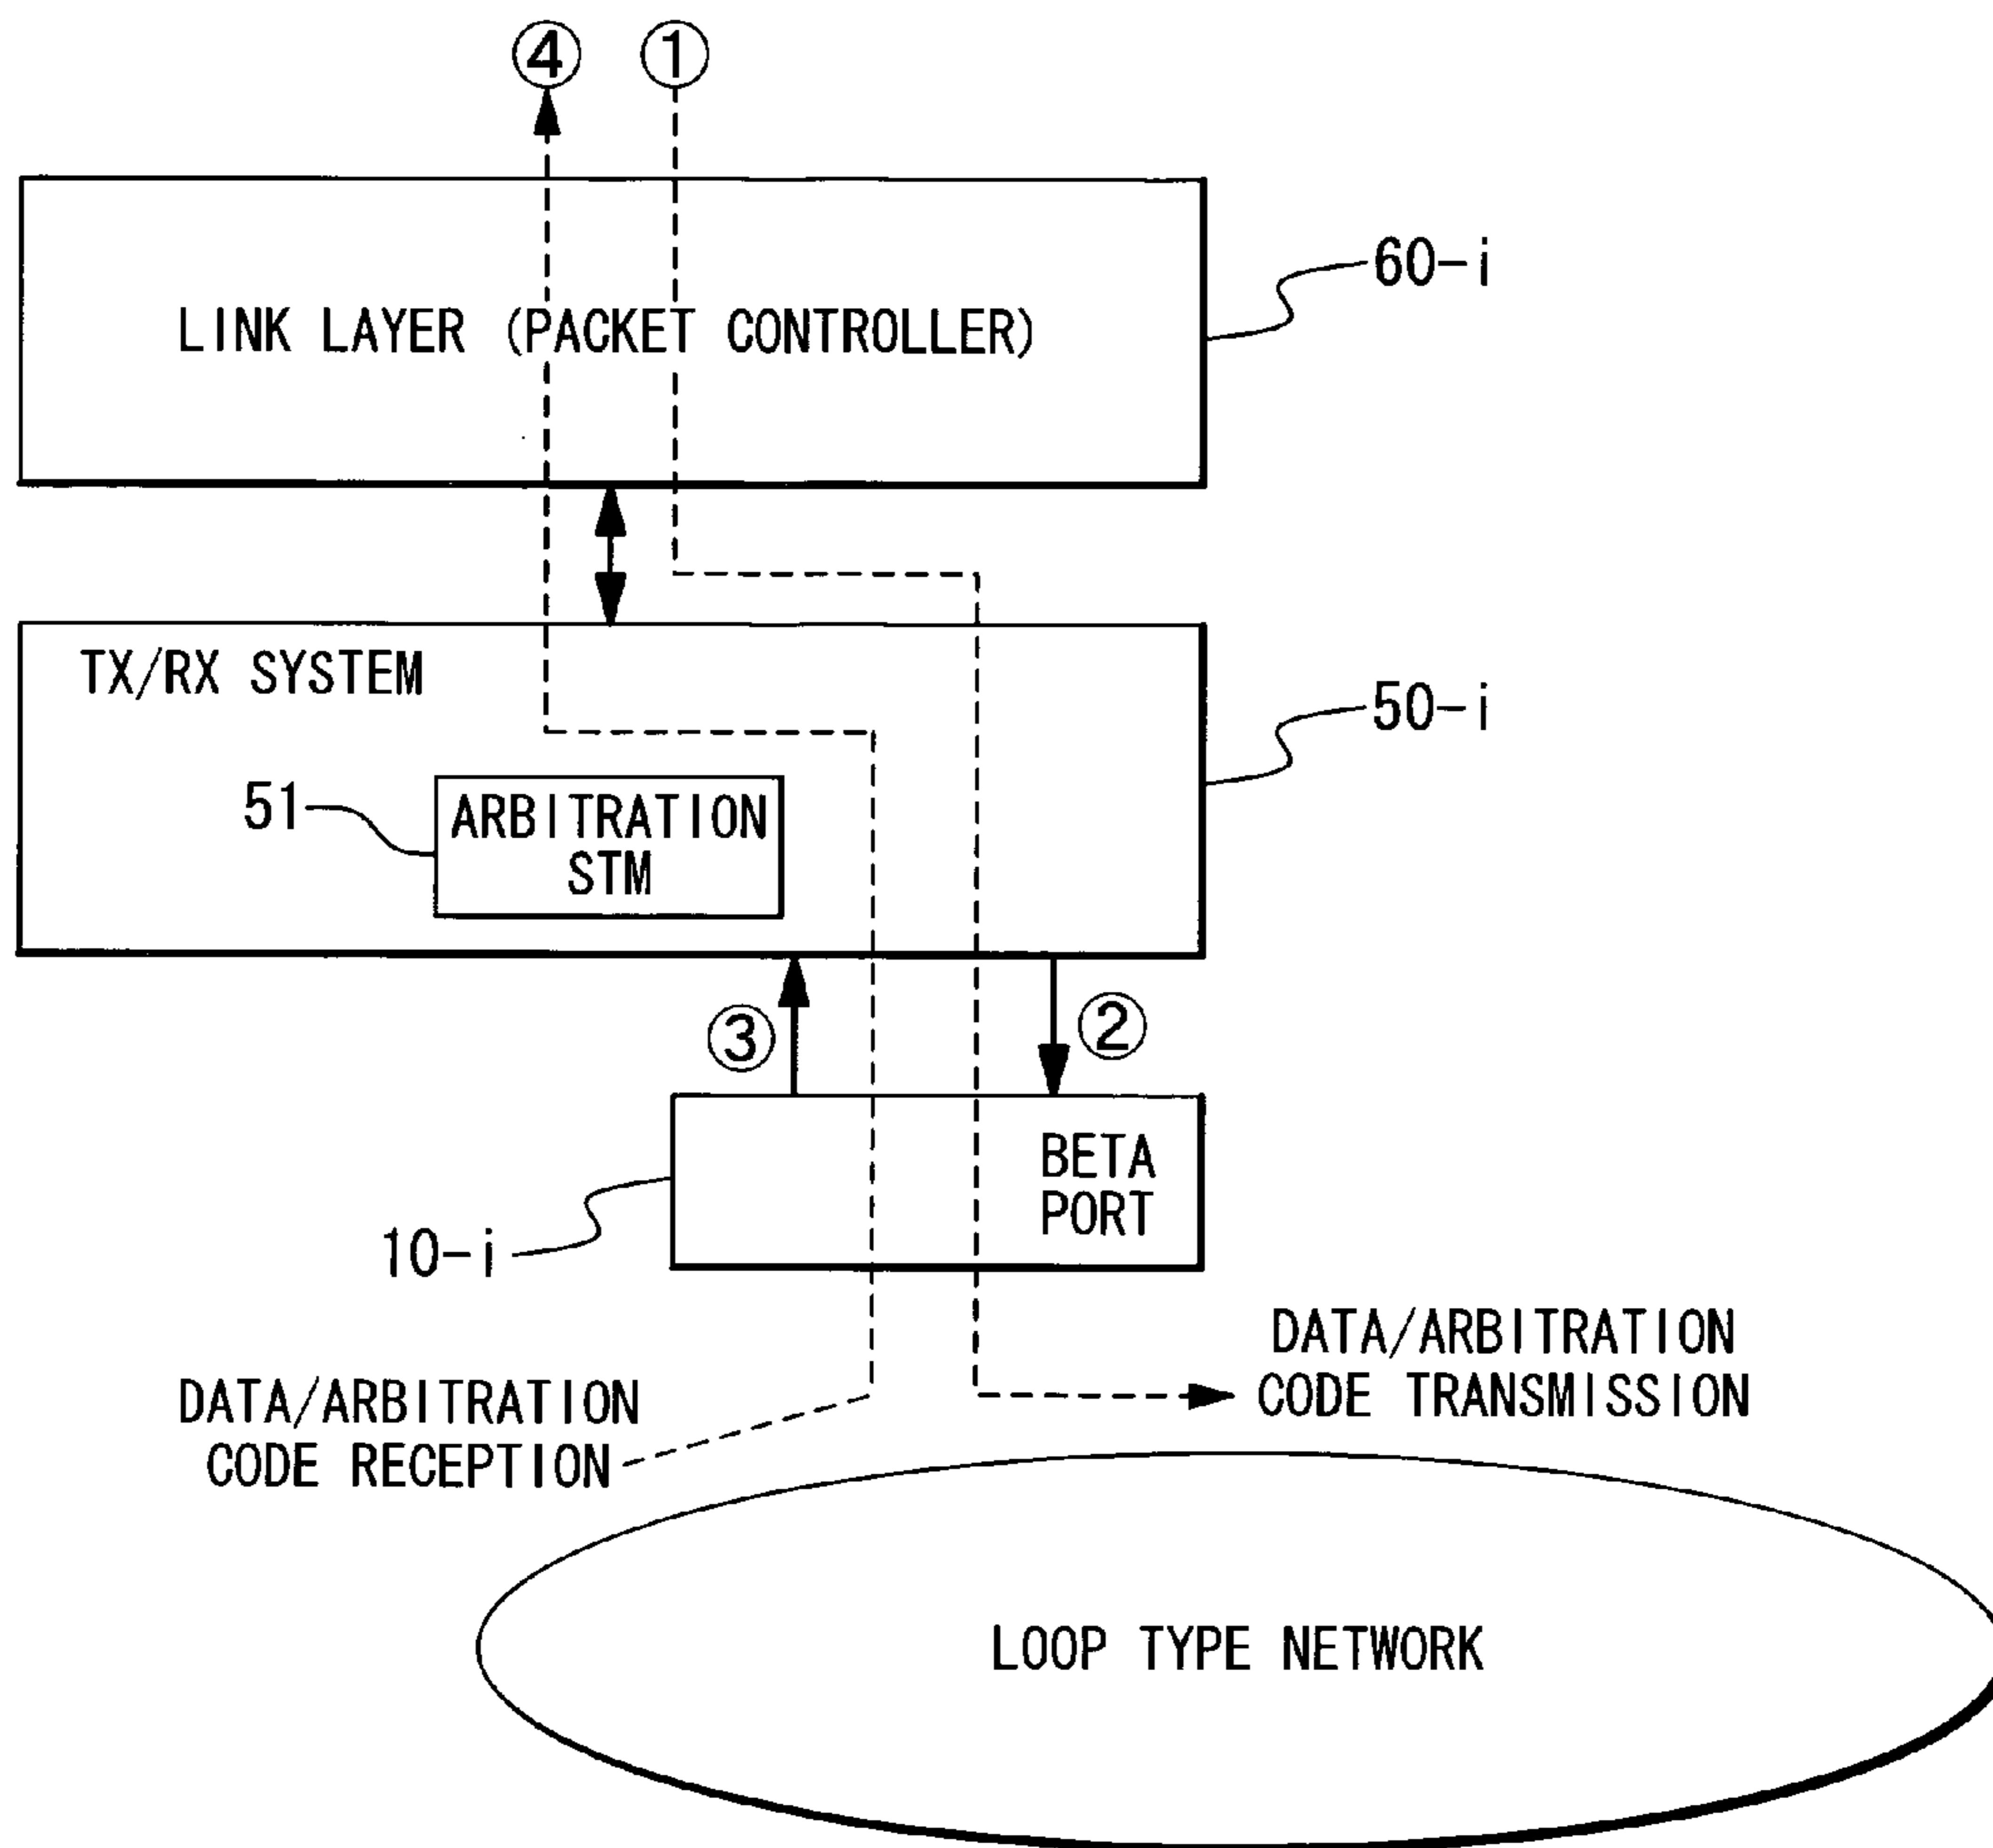 ④ ①
60-i
LINK LAYER (PACKET CONTROLLER)
TX/RX SYSTEM
50-i
51
ARBITRATION
STM
③
②
BETA
PORT
10-i
DATA/ARBITRATION
CODE TRANSMISSION
DATA/ARBITRATION
CODE RECEPTION
LOOP TYPE NETWORK